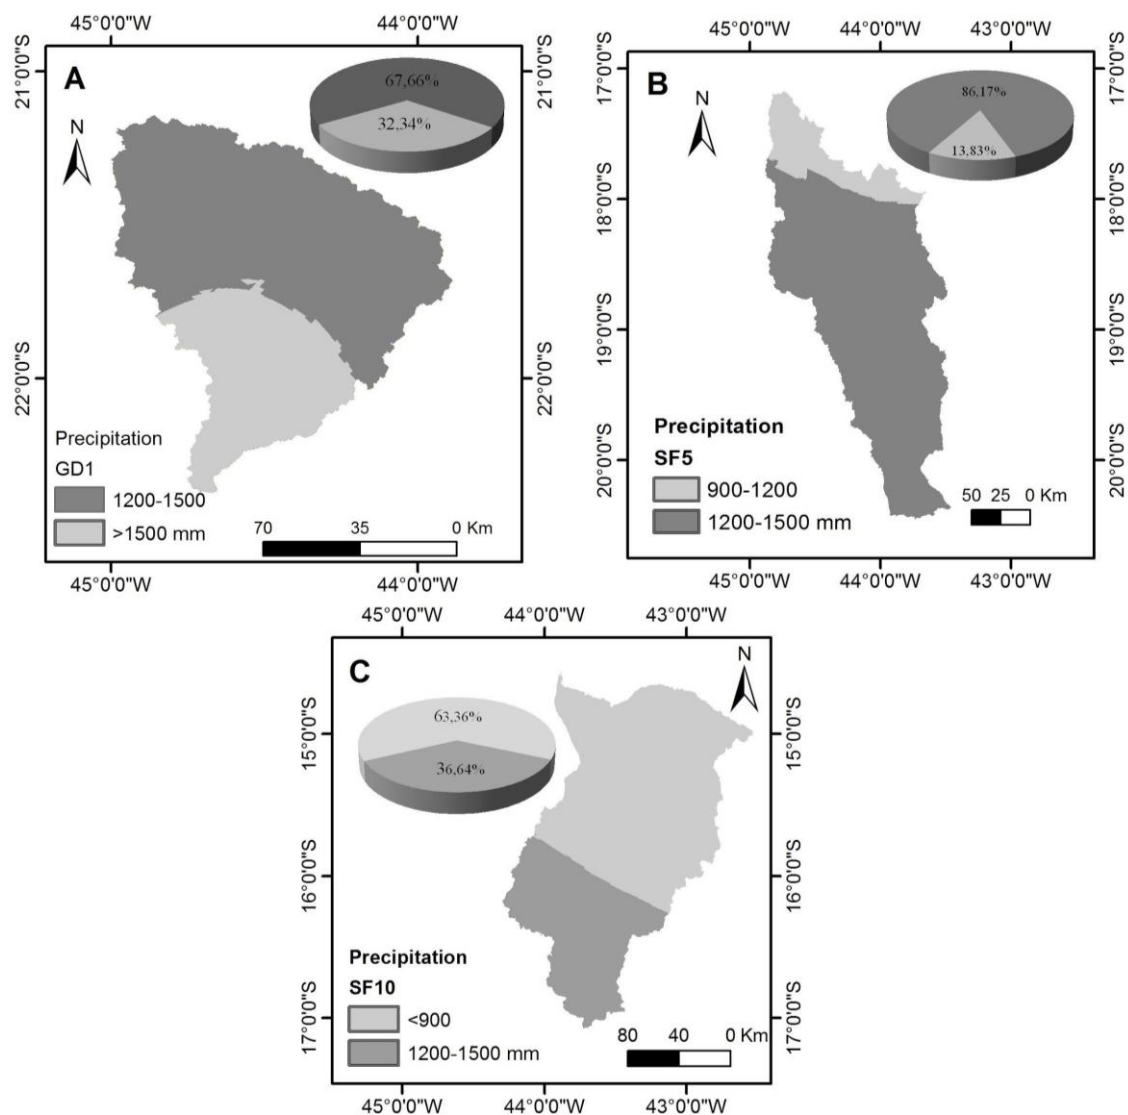 45°0'0"W 44°0'0"W
21°0'0"S 21°0'0"S
A
N
67,66%
32,34%
22°0'0"S 22°0'0"S
Precipitation
GD1
1200-1500
>1500 mm
70 35 0 Km
45°0'0"W 44°0'0"W
45°0'0"W 44°0'0"W 43°0'0"W
17°0'0"S 17°0'0"S
B
N
86,17%
13,83%
18°0'0"S 18°0'0"S
19°0'0"S 19°0'0"S
Precipitation
SF5
20°0'0"S 20°0'0"S
900-1200
1200-1500 mm
50 25 0 Km
45°0'0"W 44°0'0"W 43°0'0"W
45°0'0"W 44°0'0"W 43°0'0"W
C
N
63,36%
36,64%
15°0'0"S 15°0'0"S
16°0'0"S 16°0'0"S
Precipitation
SF10
<900
1200-1500 mm
17°0'0"S 17°0'0"S
80 40 0 Km
45°0'0"W 44°0'0"W 43°0'0"W